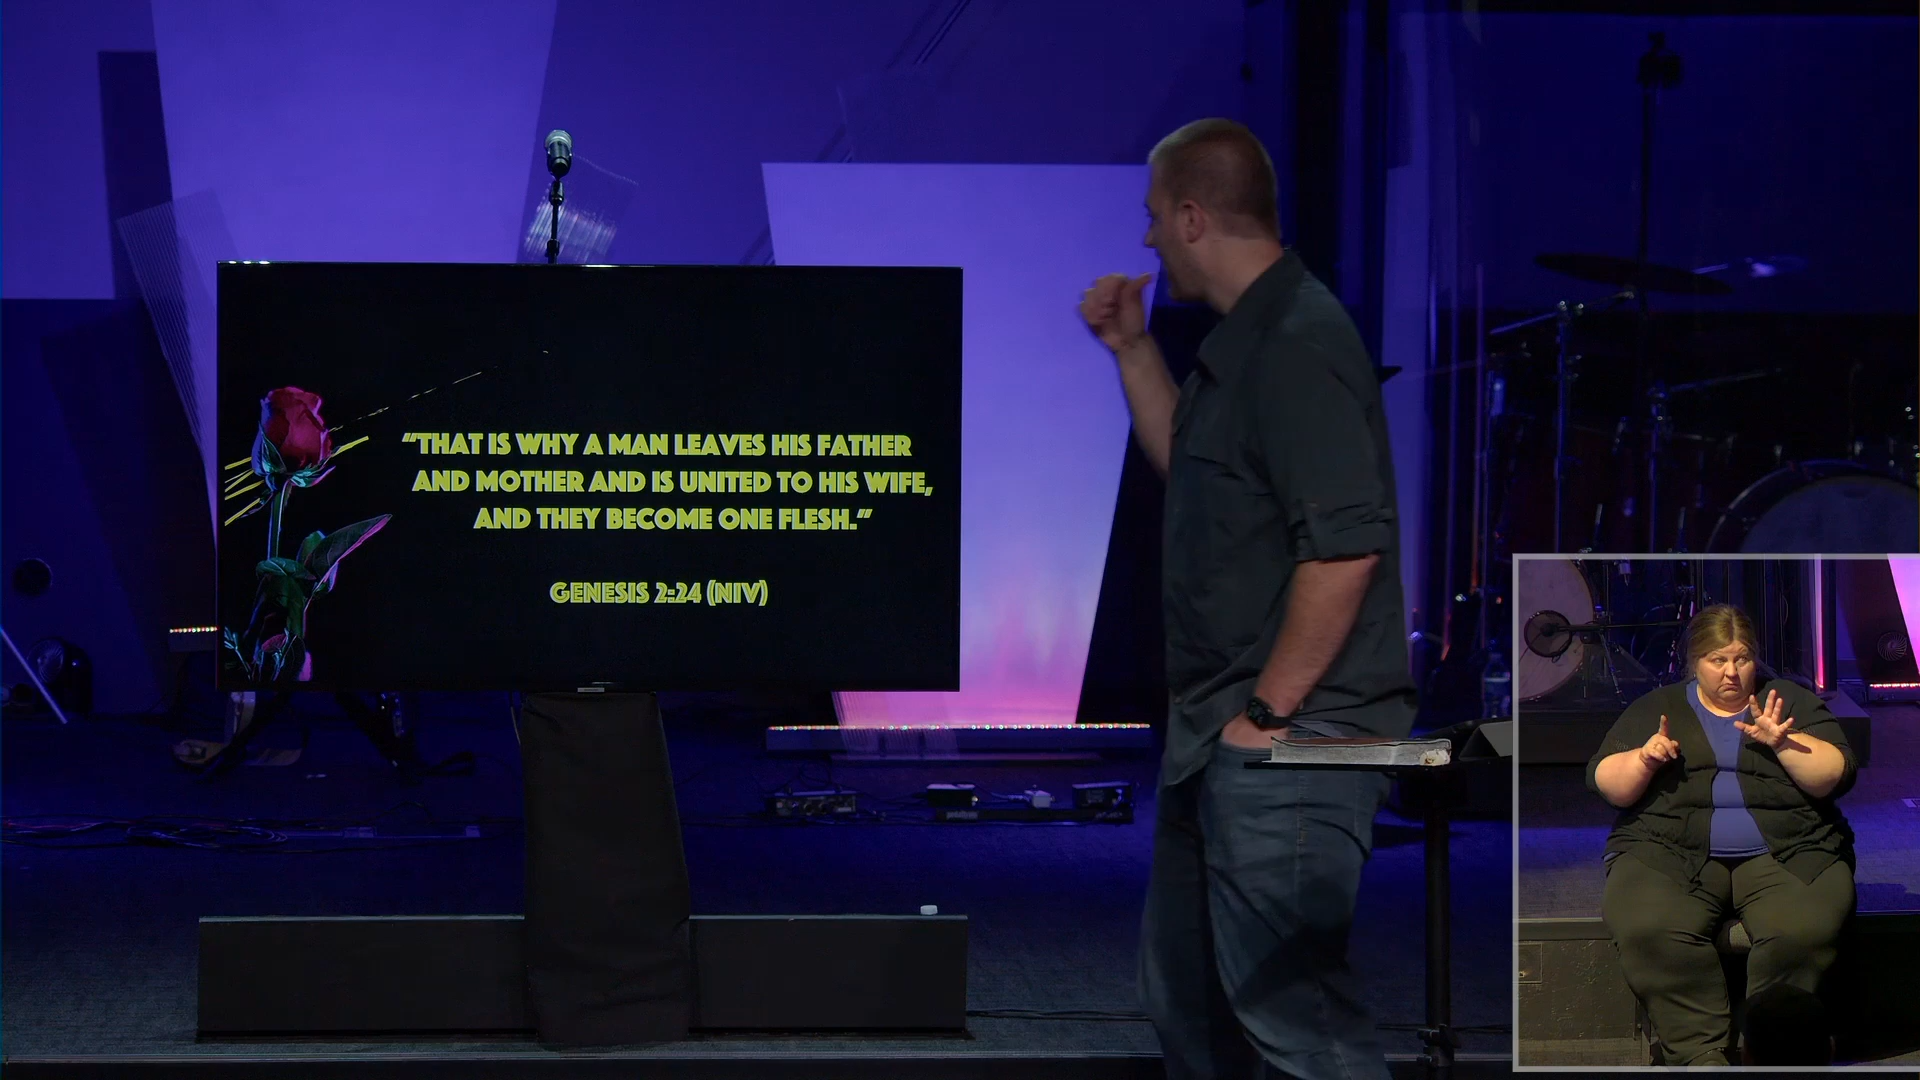 “THAT IS WHY A MAN LEAVES HIS FATHER
AND MOTHER AND IS UNITED TO HIS WIFE,
AND THEY BECOME ONE FLESH.”
GENESIS 2:24 (NIV)